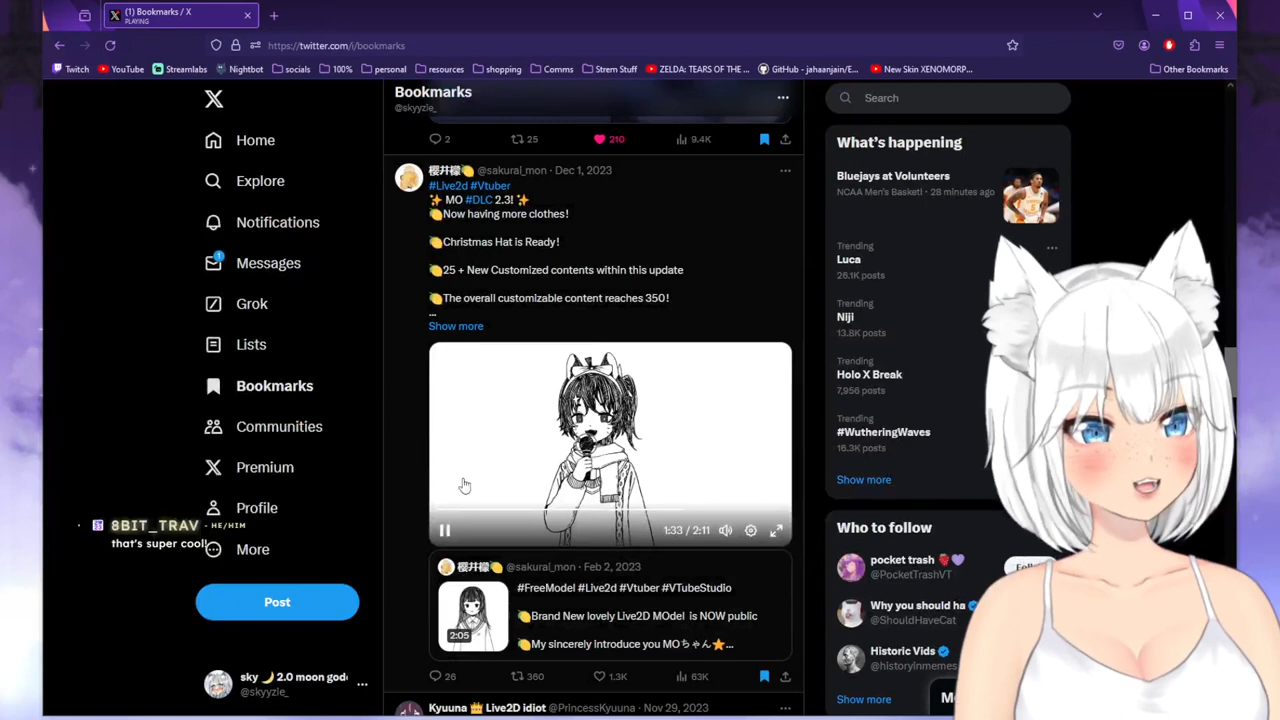 (1) Bookmarks / X
PLAYING
https://twitter.com/i/bookmarks
Twitch
YouTube
Streamlabs
Nightbot
socials
100%
personal
resources
shopping
Comms
Strem Stuff
ZELDA: TEARS OF THE ...
GitHub - jahaanjain/E...
New Skin XENOMORP...
Other Bookmarks
Home
Explore
Notifications
1
Messages
Grok
Lists
Bookmarks
Communities
Premium
Profile
More
Post
sky 🌙 2.0 moon godd
@skyyzle_
8BIT_TRAV - HE/HIM
that's super cool!
Bookmarks
@skyyzle_
2
25
210
9.4K
櫻井檬🍋 @sakurai_mon · Dec 1, 2023
#Live2d #Vtuber
✨ MO #DLC 2.3! ✨
🍋Now having more clothes!
🍋Christmas Hat is Ready!
🍋25 + New Customized contents within this update
🍋The overall customizable content reaches 350!
...
Show more
1:33 / 2:11
櫻井檬🍋 @sakurai_mon · Feb 2, 2023
#FreeModel #Live2d #Vtuber #VTubeStudio
🍋Brand New lovely Live2D MOdel is NOW public
🍋My sincerely introduce you MOちゃん⭐...
2:05
26
360
1.3K
63K
Kyuuna 👑 Live2D idiot @PrincessKyuuna · Nov 29, 2023
Search
What's happening
Bluejays at Volunteers
NCAA Men's Basketl · 28 minutes ago
Trending
Luca
26.1K posts
Trending
Niji
13.8K posts
Trending
Holo X Break
7,956 posts
Trending
#WutheringWaves
16.3K posts
Show more
Who to follow
pocket trash 🍓💜
@PocketTrashVT
Why you should ha
@ShouldHaveCat
Historic Vids
@historyinmemes
Show more